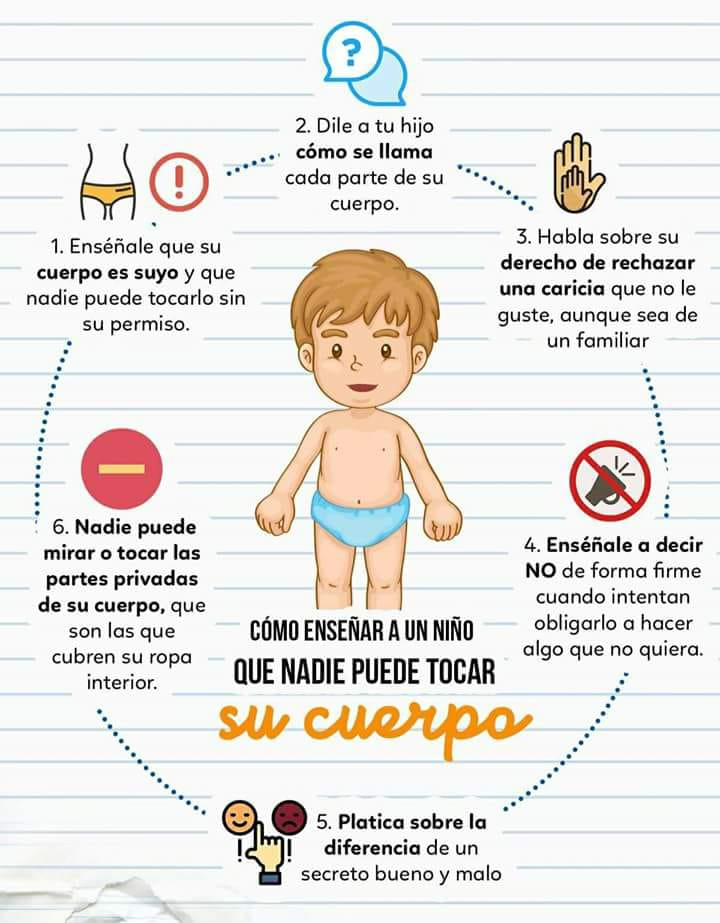 ?
2. Dile a tu hijo
cómo se llama
cada parte de su
cuerpo.
!
1. Enséñale que su
cuerpo es suyo y que
nadie puede tocarlo sin
su permiso.
3. Habla sobre su
derecho de rechazar
una caricia que no le
guste, aunque sea de
un familiar
4. Enséñale a decir
NO de forma firme
cuando intentan
obligarlo a hacer
algo que no quiera.
6. Nadie puede
mirar o tocar las
partes privadas
de su cuerpo, que
son las que
cubren su ropa
interior.
CÓMO ENSEÑAR A UN NIÑO
QUE NADIE PUEDE TOCAR
su cuerpo
! !
5. Platica sobre la
diferencia de un
secreto bueno y malo